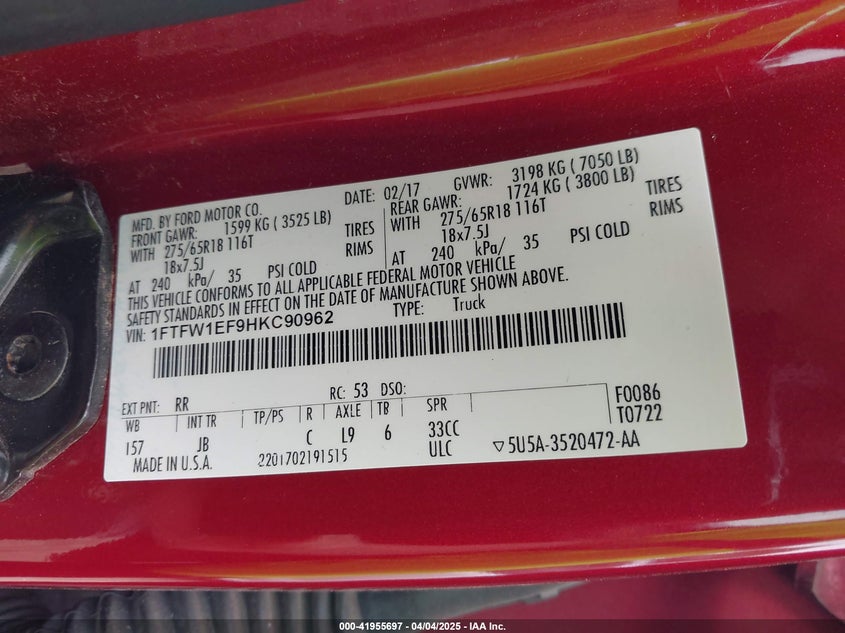 MFD. BY FORD MOTOR CO. DATE: 02/17 GVWR: 3198 KG ( 7050 LB)
FRONT GAWR: 1599 KG ( 3525 LB) REAR GAWR: 1724 KG ( 3800 LB)
WITH 275/65R18 116T TIRES WITH 275/65R18 116T TIRES
18x7.5J RIMS 18x7.5J RIMS
AT 240 kPa/ 35 PSI COLD AT 240 kPa/ 35 PSI COLD
THIS VEHICLE CONFORMS TO ALL APPLICABLE FEDERAL MOTOR VEHICLE
SAFETY STANDARDS IN EFFECT ON THE DATE OF MANUFACTURE SHOWN ABOVE.
VIN: 1FTFW1EF9HKC90962 TYPE: Truck
EXT PNT: RR RC: 53 DSO: F0086
WB INT TR TP/PS R AXLE TB SPR T0722
157 JB C L9 6 33CC
MADE IN U.S.A. 2201702191515 ULC ▽5U5A-3520472-AA
000-41955697 - 04/04/2025 - IAA Inc.